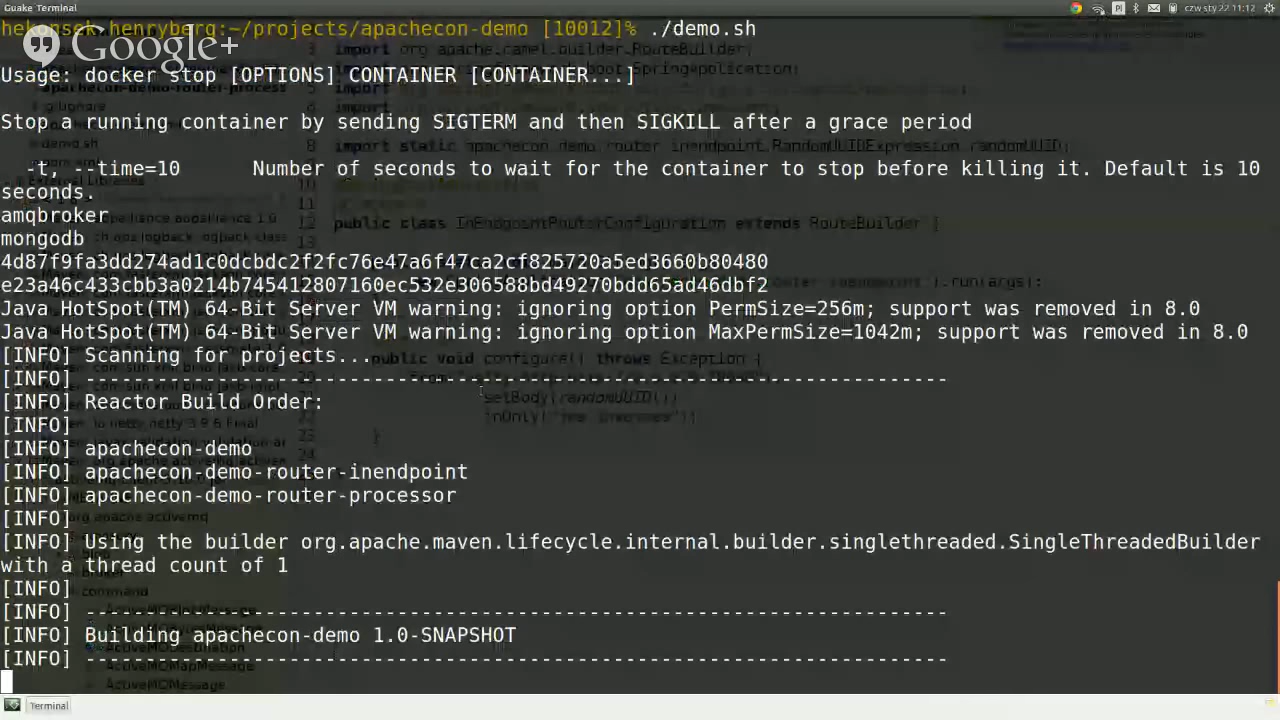 Guake Terminal
czw sty 22 11:12
hekonsek.henryberg:~/projects/apachecon-demo [10012]% ./demo.sh
Google+
Usage: docker stop [OPTIONS] CONTAINER [CONTAINER...]
Stop a running container by sending SIGTERM and then SIGKILL after a grace period
-t, --time=10 Number of seconds to wait for the container to stop before killing it. Default is 10
seconds.
amqbroker
mongodb
4d87f9fa3dd274ad1c0dcbdc2f2fc76e47a6f47ca2cf825720a5ed3660b80480
e23a46c433cbb3a0214b745412807160ec532e306588bd49270bdd65ad46dbf2
Java HotSpot(TM) 64-Bit Server VM warning: ignoring option PermSize=256m; support was removed in 8.0
Java HotSpot(TM) 64-Bit Server VM warning: ignoring option MaxPermSize=1042m; support was removed in 8.0
[INFO] Scanning for projects...
[INFO] ------------------------------------------------------------------------
[INFO] Reactor Build Order:
[INFO]
[INFO] apachecon-demo
[INFO] apachecon-demo-router-inendpoint
[INFO] apachecon-demo-router-processor
[INFO]
[INFO] Using the builder org.apache.maven.lifecycle.internal.builder.singlethreaded.SingleThreadedBuilder
with a thread count of 1
[INFO]
[INFO] ------------------------------------------------------------------------
[INFO] Building apachecon-demo 1.0-SNAPSHOT
[INFO] ------------------------------------------------------------------------
Terminal